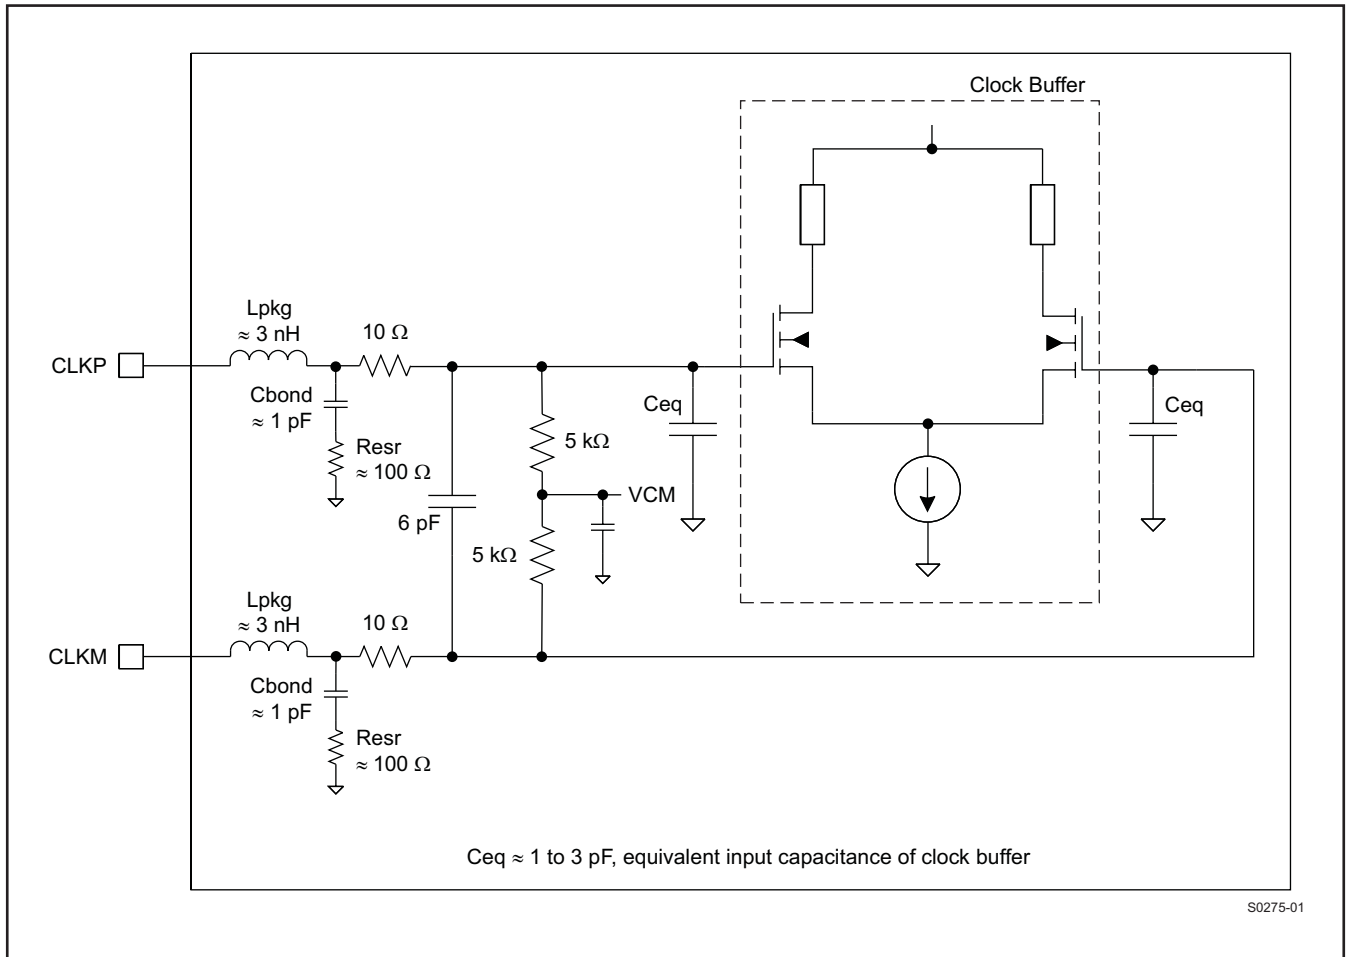 Clock Buffer
Lpkg
≈ 3 nH
10 Ω
CLKP
Cbond
≈ 1 pF
Resr
≈ 100 Ω
6 pF
5 kΩ
VCM
5 kΩ
Ceq
Ceq
Lpkg
≈ 3 nH
10 Ω
CLKM
Cbond
≈ 1 pF
Resr
≈ 100 Ω
Ceq ≈ 1 to 3 pF, equivalent input capacitance of clock buffer
S0275-01